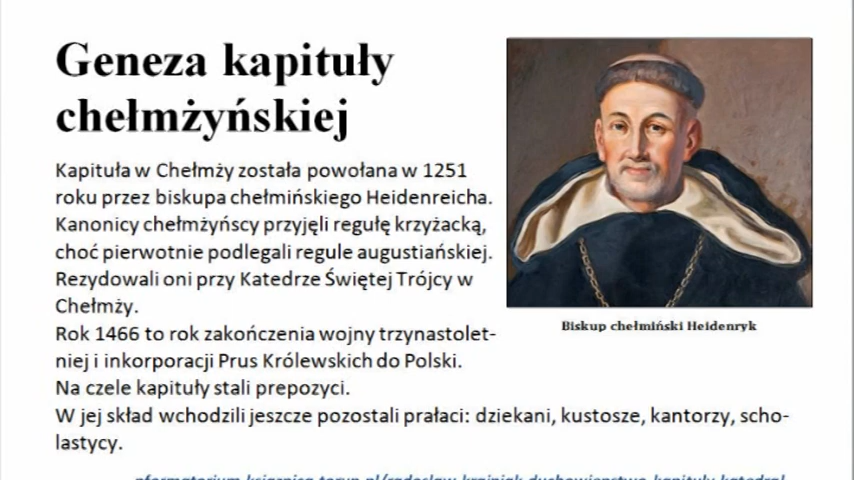 Geneza kapituły
chełmżyńskiej
Kapituła w Chełmży została powołana w 1251
roku przez biskupa chełmińskiego Heidenreicha.
Kanonicy chełmżyńscy przyjęli regułę krzyżacką,
choć pierwotnie podlegali regule augustiańskiej.
Rezydowali oni przy Katedrze Świętej Trójcy w
Chełmży.
Rok 1466 to rok zakończenia wojny trzynastolet-
niej i inkorporacji Prus Królewskich do Polski.
Na czele kapituły stali prepozyci.
W jej skład wchodzili jeszcze pozostali prałaci: dziekani, kustosze, kantorzy, scho-
lastycy.
Biskup chełmiński Heidenryk